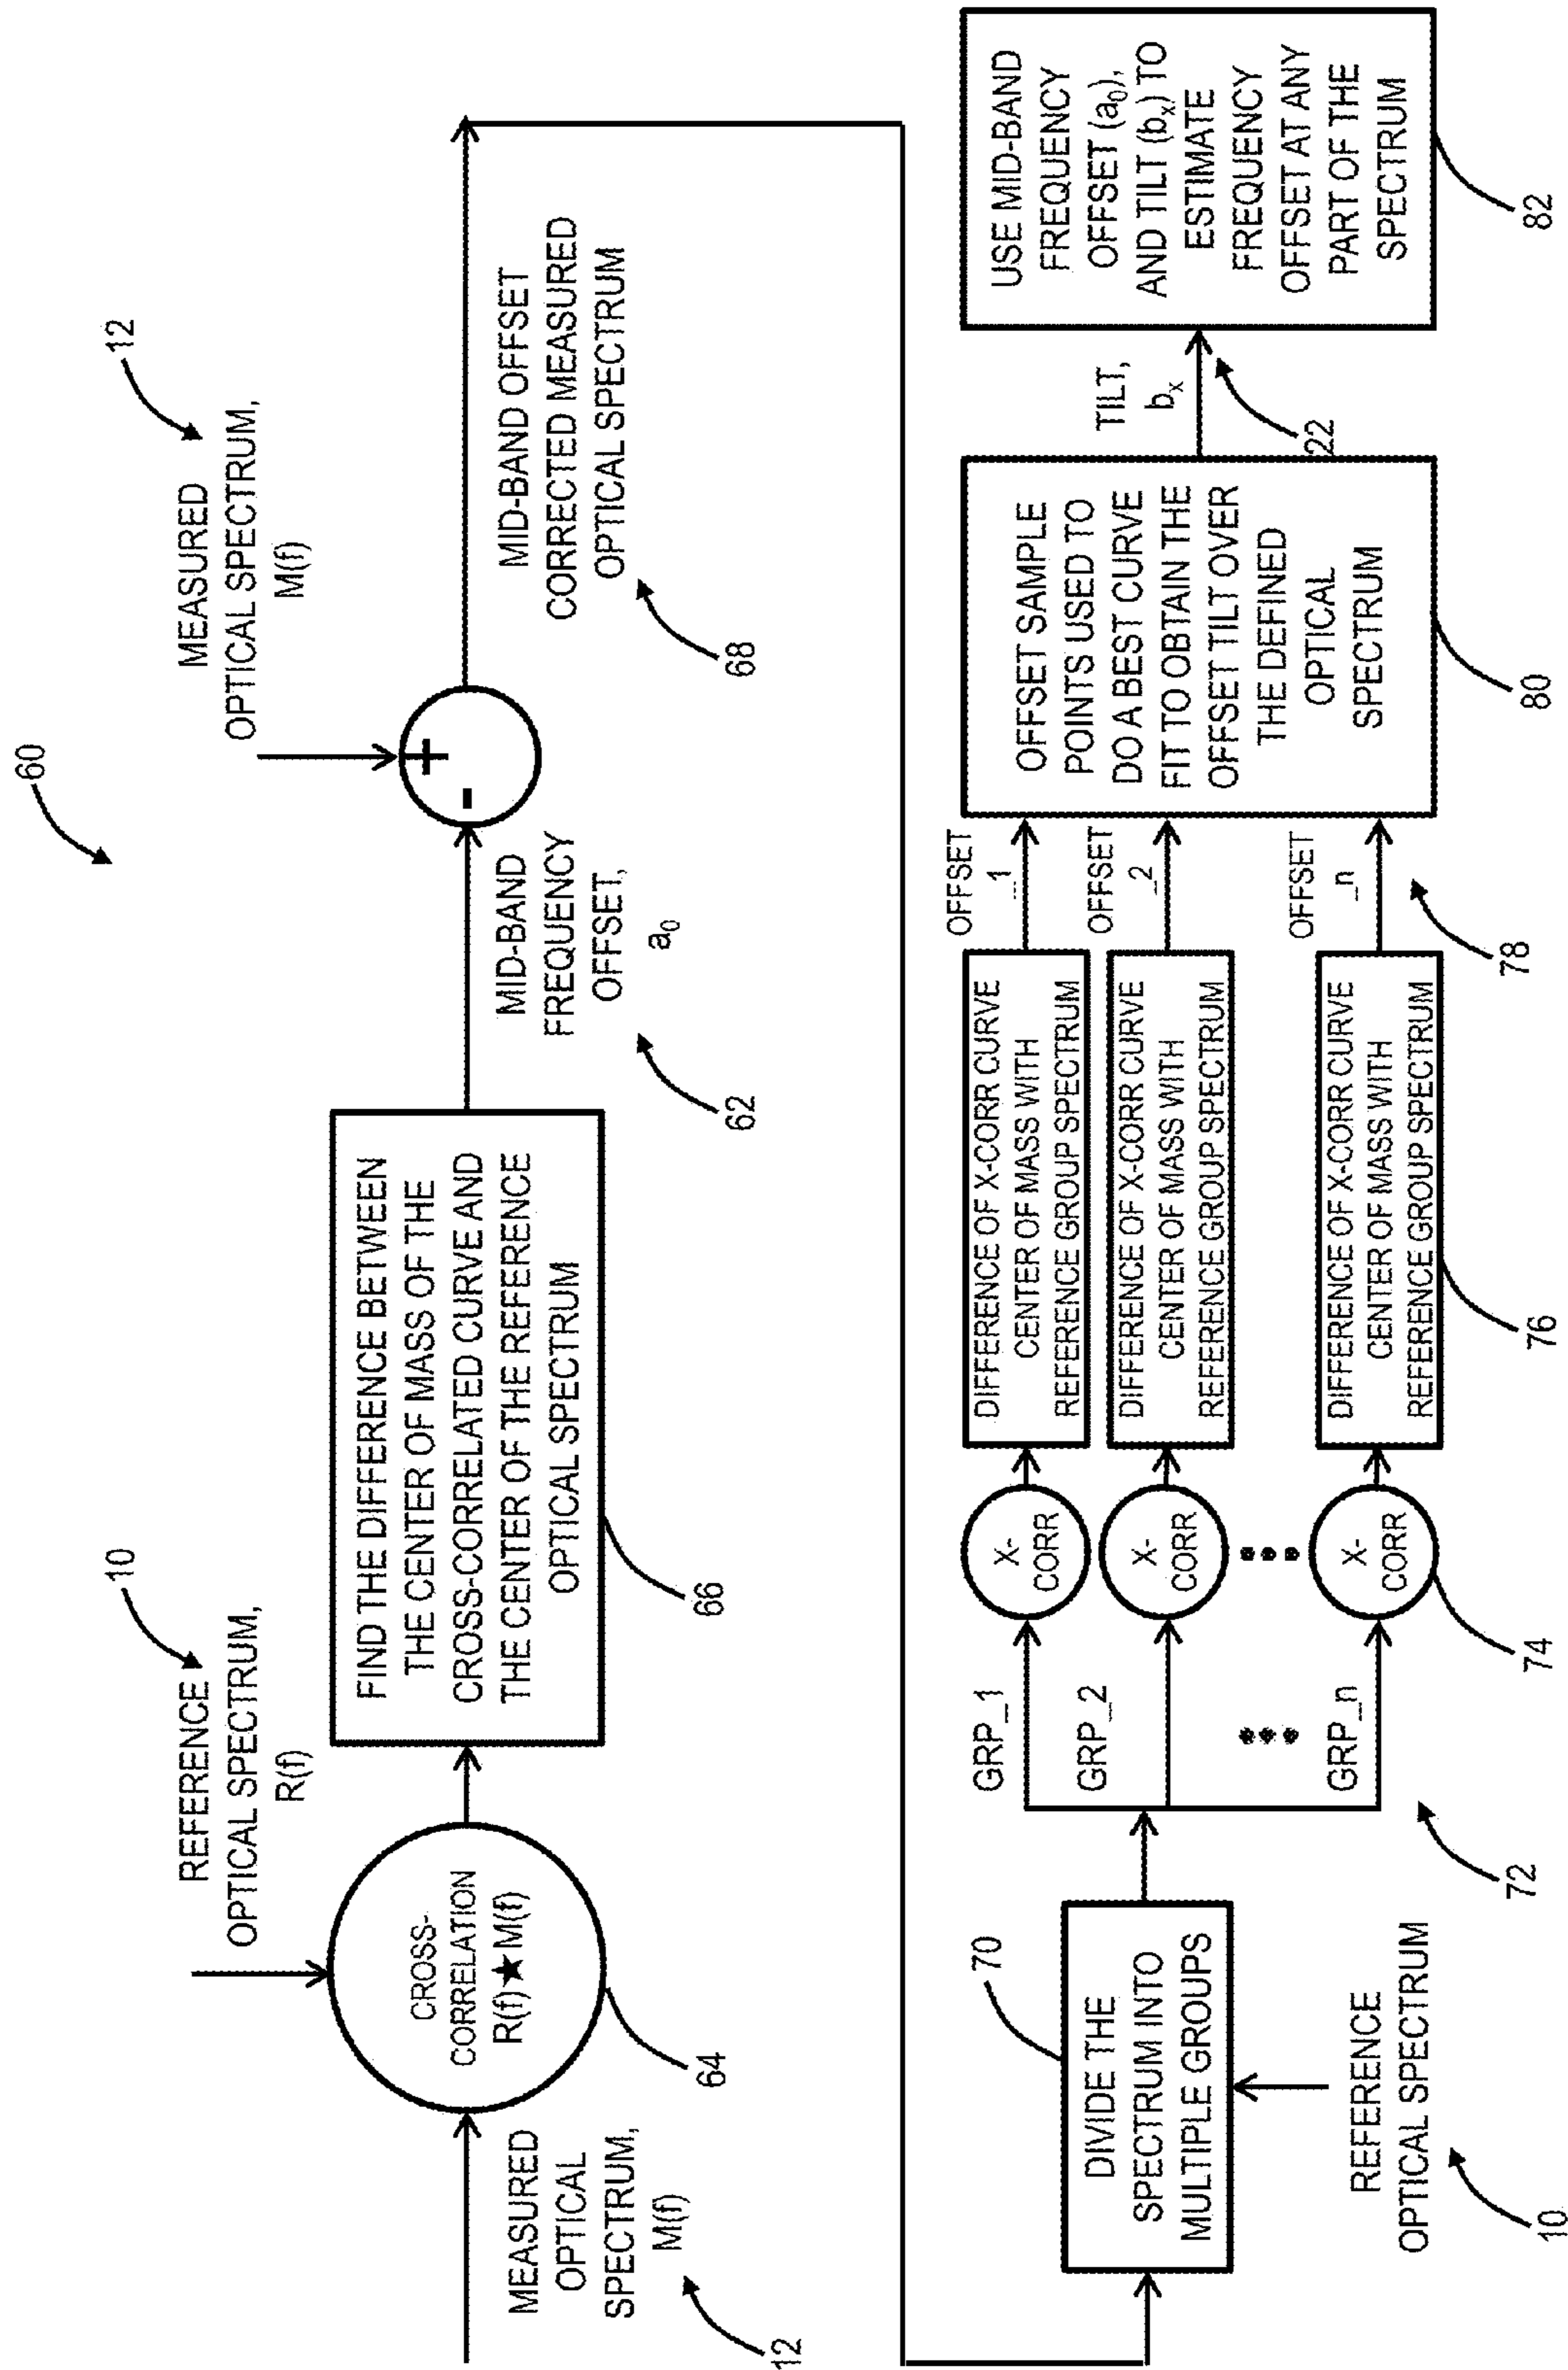 60
MEASURED
OPTICAL
SPECTRUM,
M(f)
12
REFERENCE
OPTICAL SPECTRUM,
R(f)
10
CROSS-
CORRELATION
R(f)★M(f)
64
FIND THE DIFFERENCE BETWEEN
THE CENTER OF MASS OF THE
CROSS-CORRELATED CURVE AND
THE CENTER OF THE REFERENCE
OPTICAL SPECTRUM
66
MID-BAND
FREQUENCY
OFFSET,
a₀
62
MEASURED
OPTICAL SPECTRUM,
M(f)
12
+
-
MID-BAND OFFSET
CORRECTED MEASURED
OPTICAL SPECTRUM
68
70
DIVIDE THE
SPECTRUM INTO
MULTIPLE GROUPS
REFERENCE
OPTICAL SPECTRUM
10
GRP_1
GRP_2
GRP_n
72
X-
CORR
X-
CORR
X-
CORR
74
DIFFERENCE OF X-CORR CURVE
CENTER OF MASS WITH
REFERENCE GROUP SPECTRUM
DIFFERENCE OF X-CORR CURVE
CENTER OF MASS WITH
REFERENCE GROUP SPECTRUM
DIFFERENCE OF X-CORR CURVE
CENTER OF MASS WITH
REFERENCE GROUP SPECTRUM
76
OFFSET
_1
OFFSET
_2
OFFSET
_n
78
OFFSET SAMPLE
POINTS USED TO
DO A BEST CURVE
FIT TO OBTAIN THE
OFFSET TILT OVER
THE DEFINED
OPTICAL
SPECTRUM
80
TILT,
bₓ
22
USE MID-BAND
FREQUENCY
OFFSET (a₀),
AND TILT (bₓ) TO
ESTIMATE
FREQUENCY
OFFSET AT ANY
PART OF THE
SPECTRUM
82